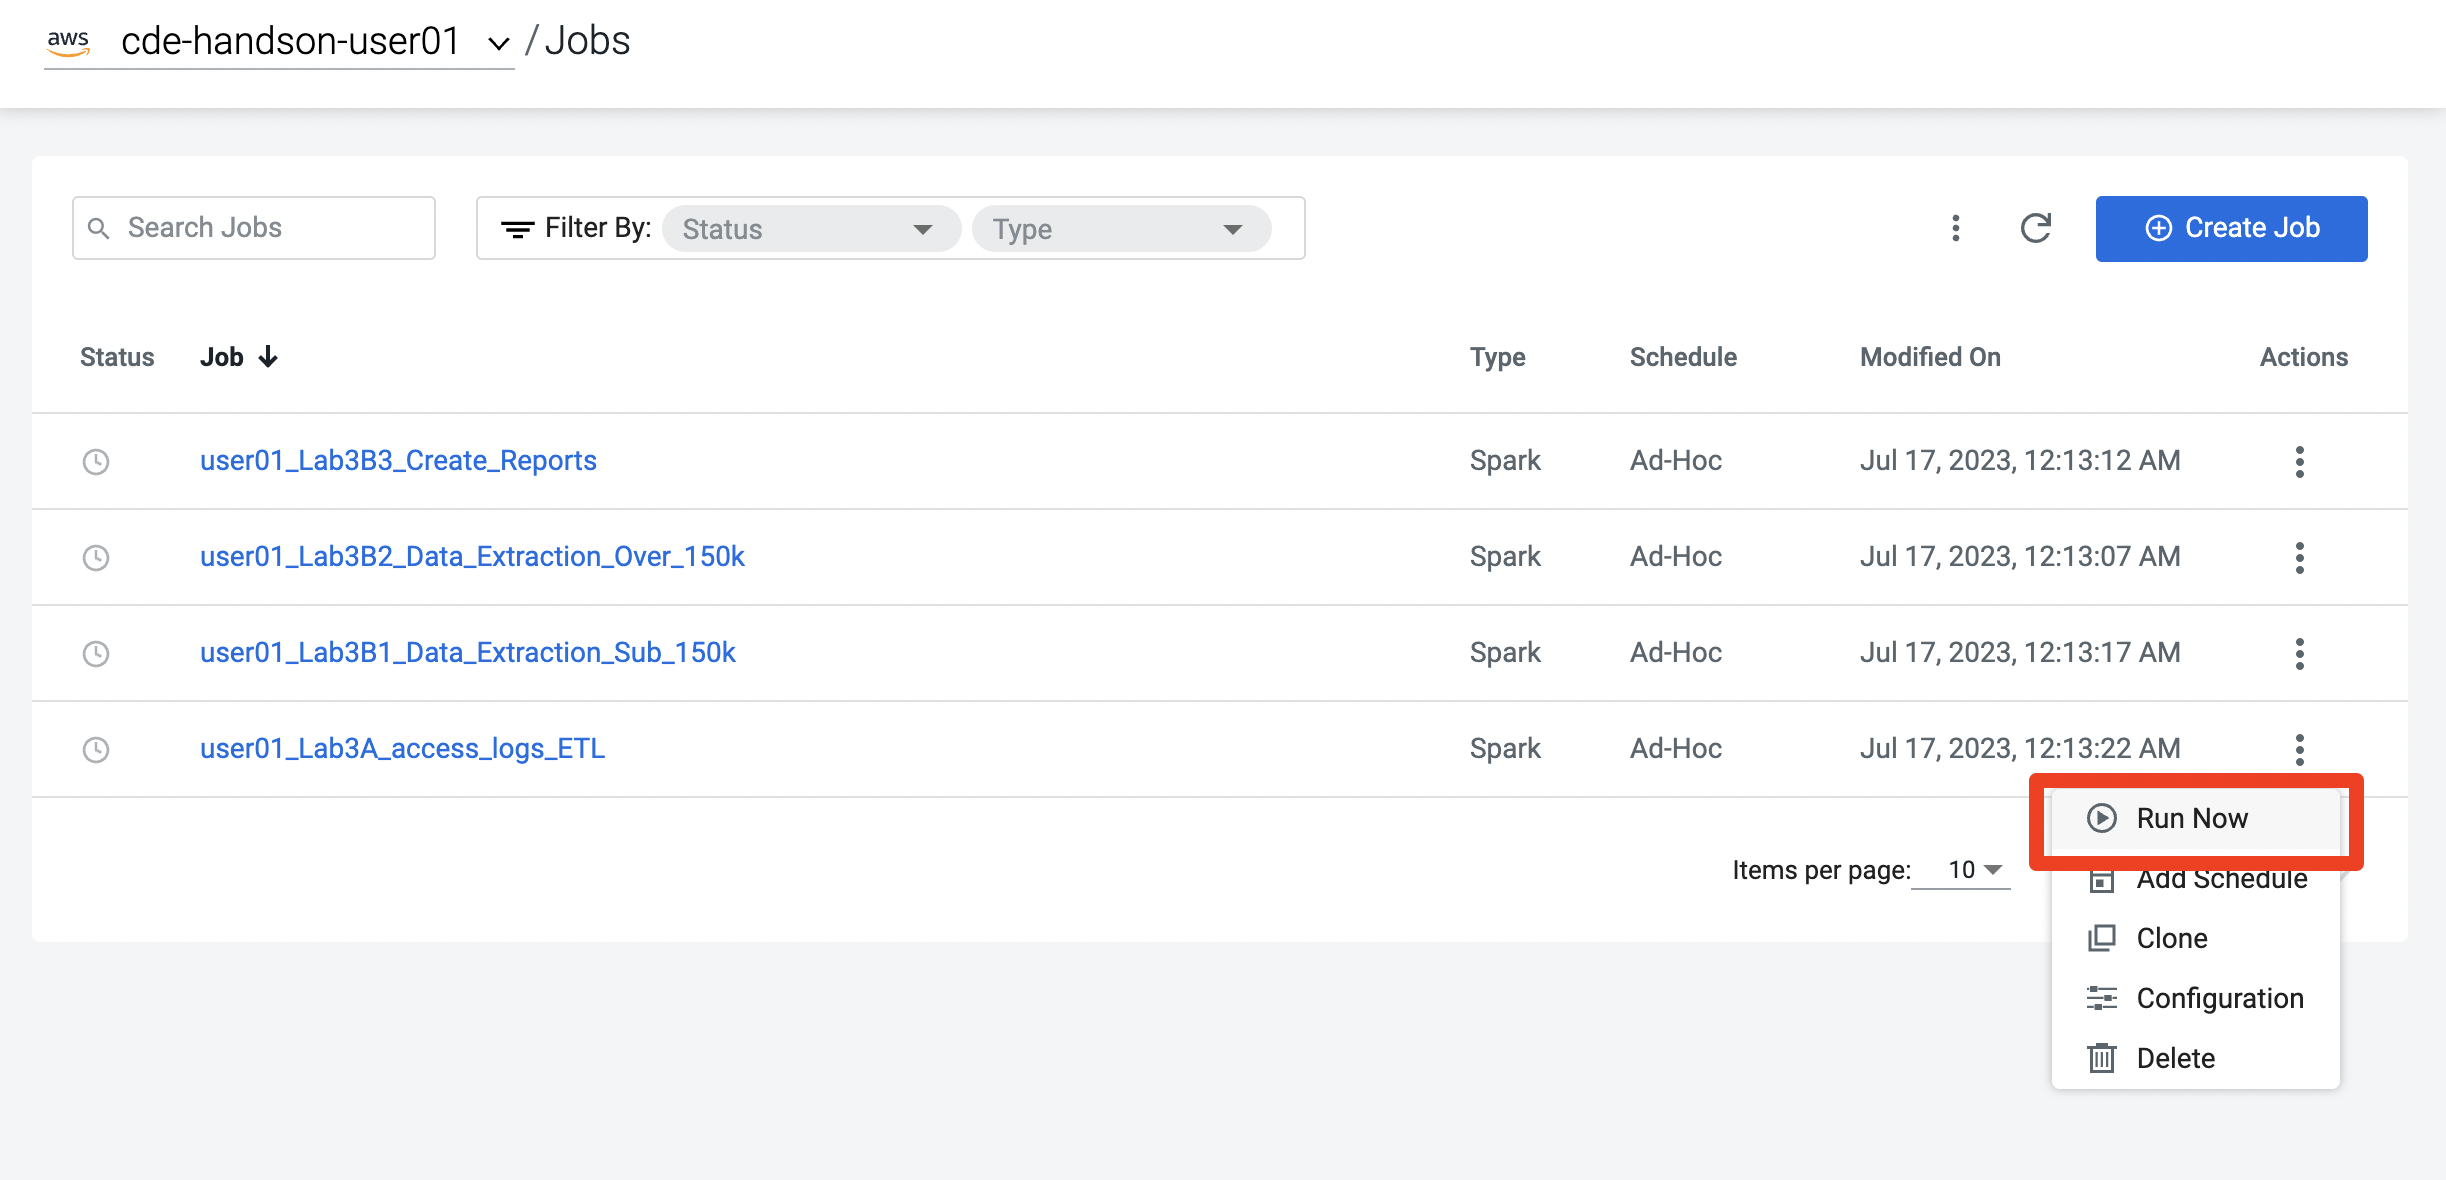 aws cde-handson-user01 / Jobs
Search Jobs Filter By: Status Type Create Job
Status Job Type Schedule Modified On Actions
user01_Lab3B3_Create_Reports Spark Ad-Hoc Jul 17, 2023, 12:13:12 AM
user01_Lab3B2_Data_Extraction_Over_150k Spark Ad-Hoc Jul 17, 2023, 12:13:07 AM
user01_Lab3B1_Data_Extraction_Sub_150k Spark Ad-Hoc Jul 17, 2023, 12:13:17 AM
user01_Lab3A_access_logs_ETL Spark Ad-Hoc Jul 17, 2023, 12:13:22 AM
Run Now
Items per page: 10
Add Schedule
Clone
Configuration
Delete